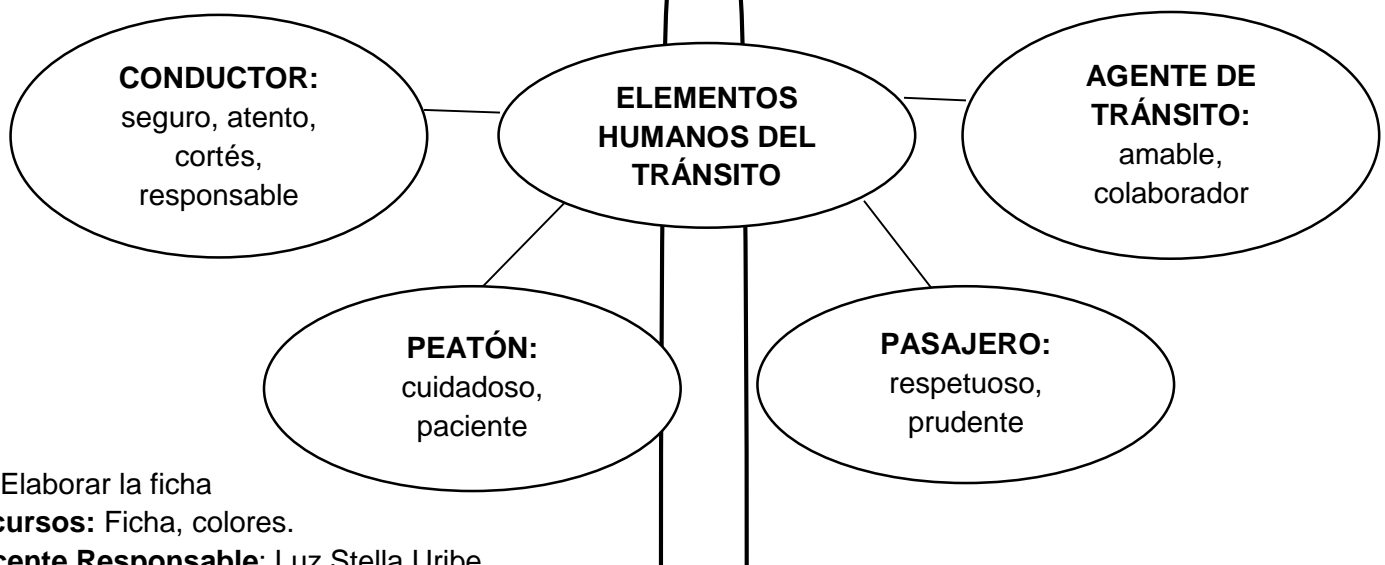 CONDUCTOR:
seguro, atento,
cortés,
responsable
ELEMENTOS
HUMANOS DEL
TRÁNSITO
AGENTE DE
TRÁNSITO:
amable,
colaborador
PEATÓN:
cuidadoso,
paciente
PASAJERO:
respetuoso,
prudente
Elaborar la ficha
cursos: Ficha, colores.
cente Responsable: Luz Stella Uribe